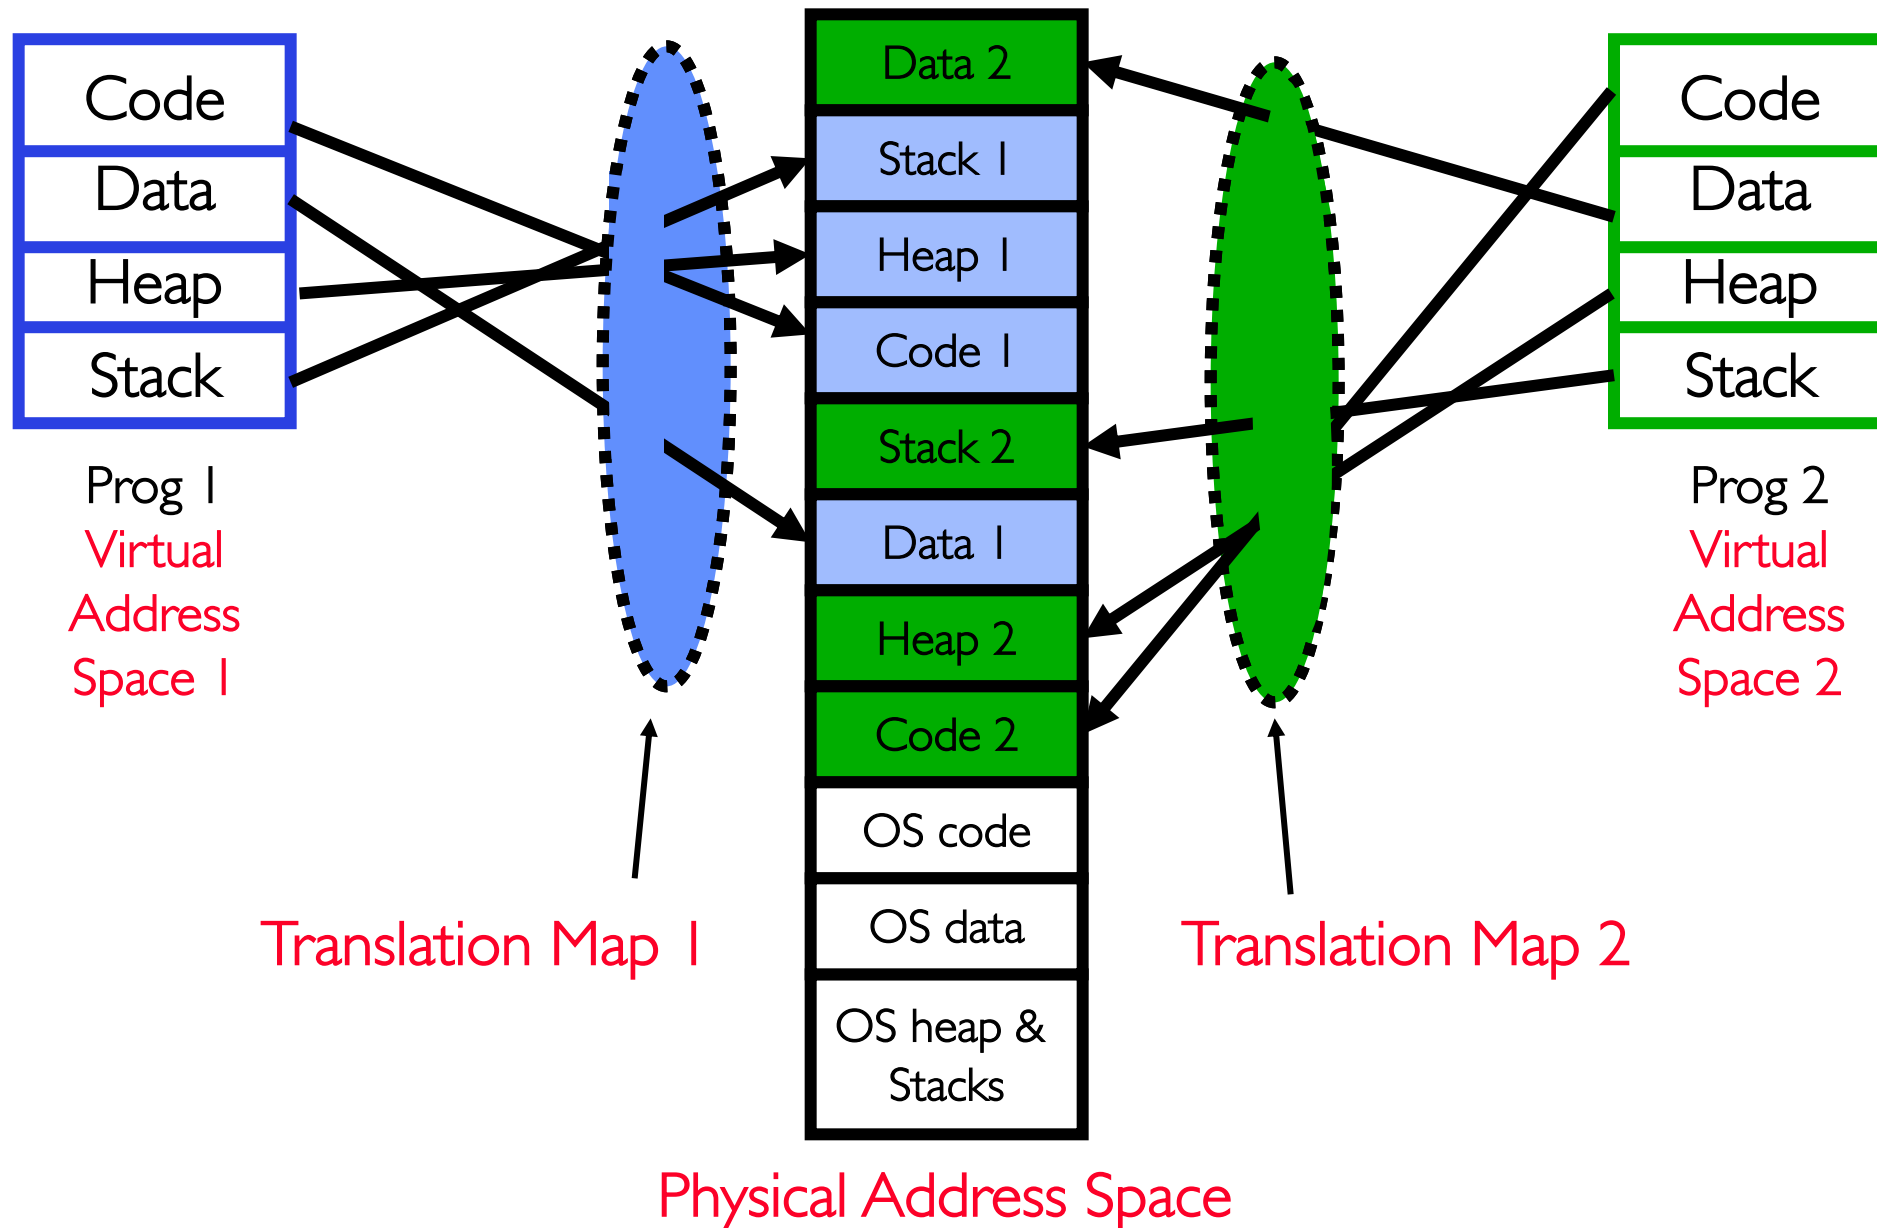 Code
Data
Heap
Stack
Prog 1
Virtual
Address
Space 1
Translation Map 1
Data 2
Stack 1
Heap 1
Code 1
Stack 2
Data 1
Heap 2
Code 2
OS code
OS data
OS heap &
Stacks
Physical Address Space
Code
Data
Heap
Stack
Prog 2
Virtual
Address
Space 2
Translation Map 2